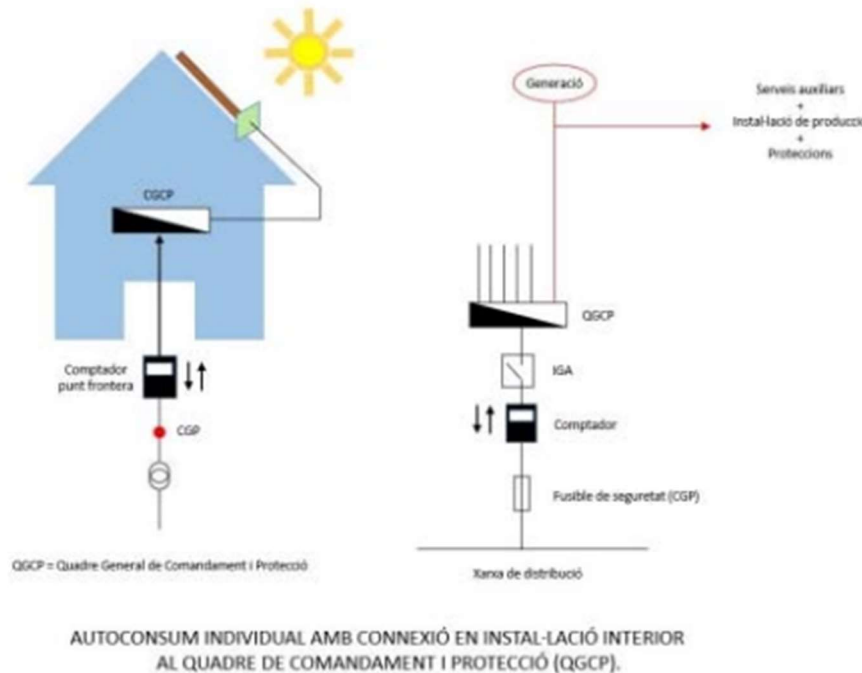 CGCP
Comptador
punt frontera
CGP
QGCP = Quadre General de Comandament i Protecció
Generació
Serveis auxiliars
+
Instal·lació de producció
+
Proteccions
QGCP
IGA
Comptador
Fusible de seguretat (CGP)
Xarxa de distribució
AUTOCONSUM INDIVIDUAL AMB CONNEXIÓ EN INSTAL·LACIÓ INTERIOR
AL QUADRE DE COMANDAMENT I PROTECCIÓ (QGCP).